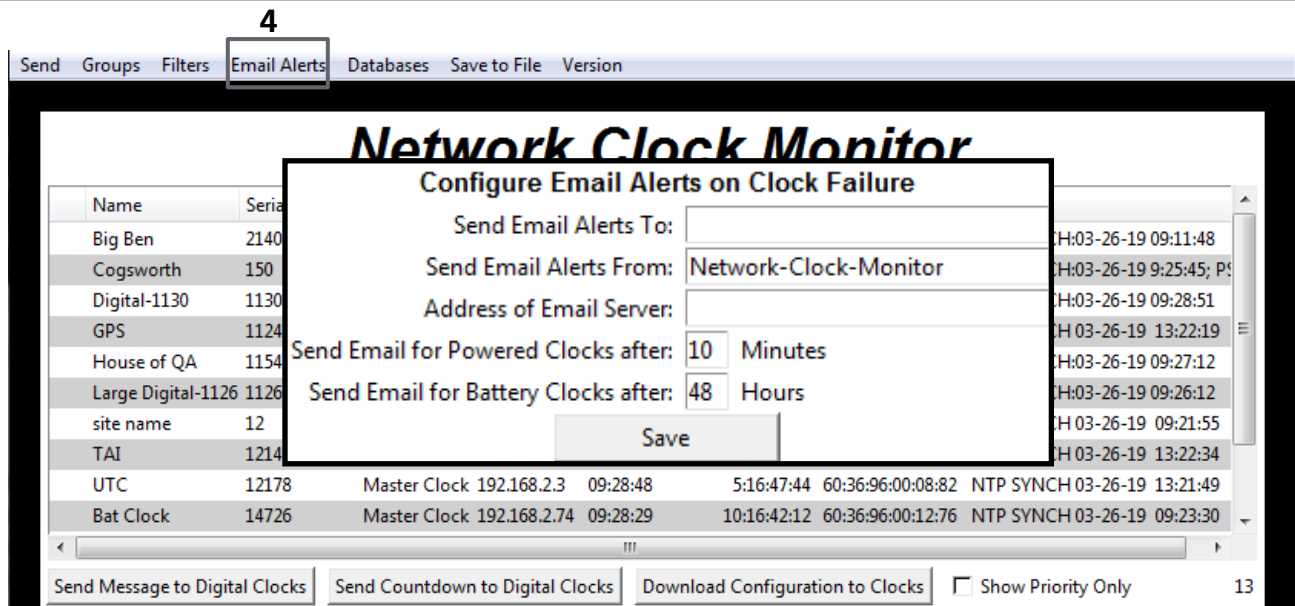 4
Send Groups Filters Email Alerts Databases Save to File Version
Network Clock Monitor
Configure Email Alerts on Clock Failure
Send Email Alerts To:
Send Email Alerts From: Network-Clock-Monitor
Address of Email Server:
Send Email for Powered Clocks after: 10 Minutes
Send Email for Battery Clocks after: 48 Hours
Save
Name Seria
Big Ben 2140 CH:03-26-19 09:11:48
Cogsworth 150 CH:03-26-19 9:25:45; PS
Digital-1130 1130 CH:03-26-19 09:28:51
GPS 1124 CH 03-26-19 13:22:19
House of QA 1154 CH:03-26-19 09:27:12
Large Digital-1126 1126 CH:03-26-19 09:26:12
site name 12 CH 03-26-19 09:21:55
TAI 1214 CH 03-26-19 13:22:34
UTC 12178 Master Clock 192.168.2.3 09:28:48 5:16:47:44 60:36:96:00:08:82 NTP SYNCH 03-26-19 13:21:49
Bat Clock 14726 Master Clock 192.168.2.74 09:28:29 10:16:42:12 60:36:96:00:12:76 NTP SYNCH 03-26-19 09:23:30
Send Message to Digital Clocks Send Countdown to Digital Clocks Download Configuration to Clocks Show Priority Only 13